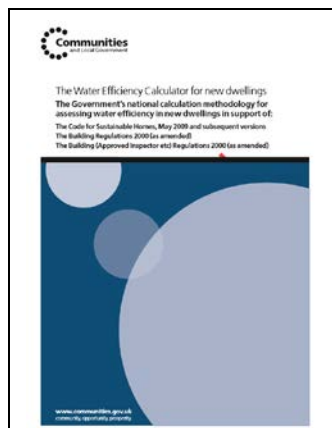 Communities
and Local Government
The Water Efficiency Calculator for new dwellings
The Government's national calculation methodology for
assessing water efficiency in new dwellings in support of:
The Code for Sustainable Homes, May 2009 and subsequent versions
The Building Regulations 2000 (as amended)
The Building (Approved Inspector etc) Regulations 2000 (as amended)
www.communities.gov.uk
community, opportunity, prosperity